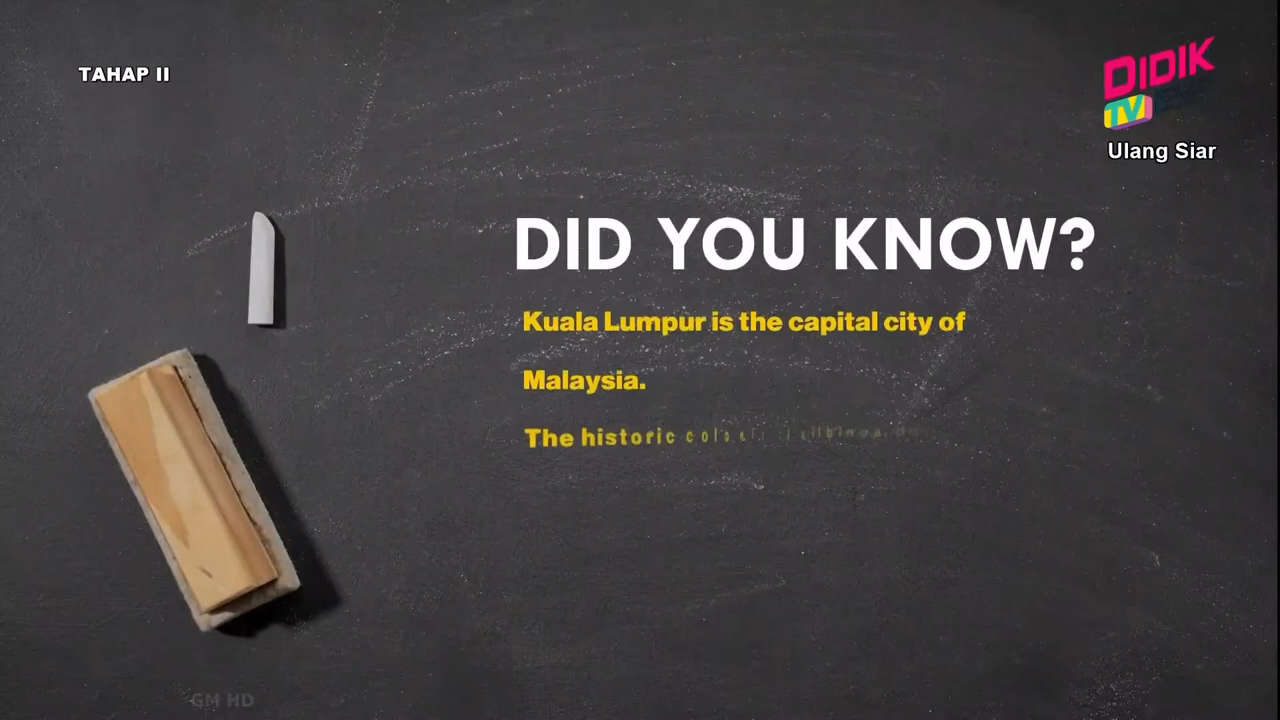 TAHAP II
DIDIK
TV
Ulang Siar
DID YOU KNOW?
Kuala Lumpur is the capital city of
Malaysia.
The historic
GM HD